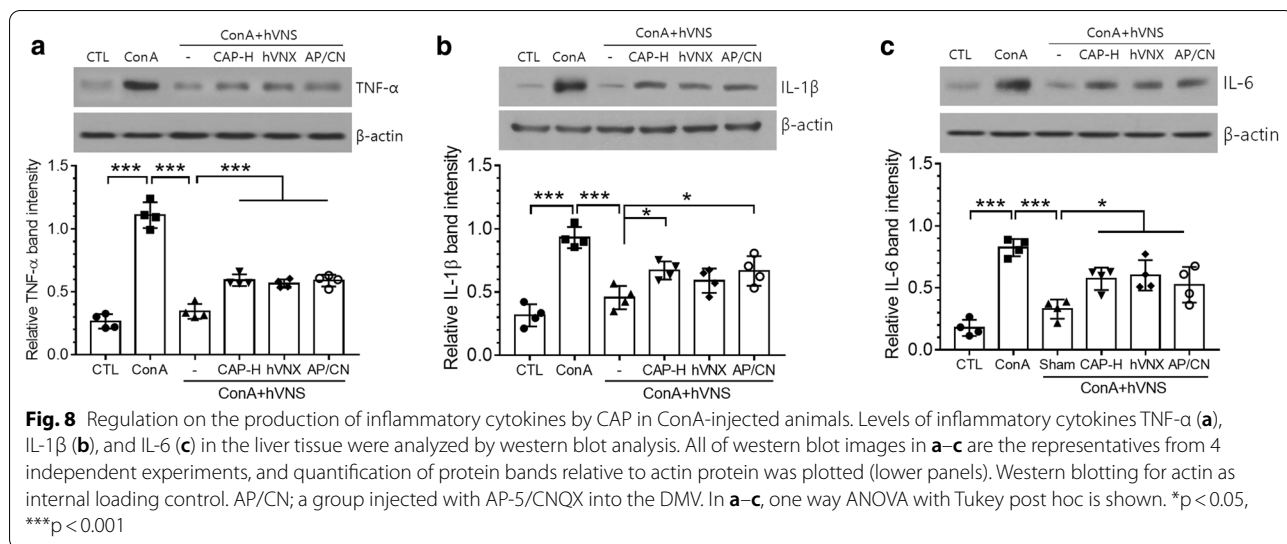 a
ConA+hVNS
CTL ConA - CAP-H hVNX AP/CN
TNF-α
β-actin
Relative TNF-α band intensity
1.5
1.0
0.5
0.0
*** *** ***
CTL ConA - CAP-H hVNX AP/CN
ConA+hVNS
b
ConA+hVNS
CTL ConA - CAP-H hVNX AP/CN
IL-1β
β-actin
Relative IL-1β band intensity
1.5
1.0
0.5
0.0
*** *** * *
CTL ConA - CAP-H hVNX AP/CN
ConA+hVNS
c
ConA+hVNS
CTL ConA - CAP-H hVNX AP/CN
IL-6
β-actin
Relative IL-6 band intensity
1.5
1.0
0.5
0.0
*** *** *
CTL ConA Sham CAP-H hVNX AP/CN
ConA+hVNS
Fig. 8 Regulation on the production of inflammatory cytokines by CAP in ConA-injected animals. Levels of inflammatory cytokines TNF-α (a),
IL-1β (b), and IL-6 (c) in the liver tissue were analyzed by western blot analysis. All of western blot images in a–c are the representatives from 4
independent experiments, and quantification of protein bands relative to actin protein was plotted (lower panels). Western blotting for actin as
internal loading control. AP/CN; a group injected with AP-5/CNQX into the DMV. In a–c, one way ANOVA with Tukey post hoc is shown. *p < 0.05,
***p < 0.001